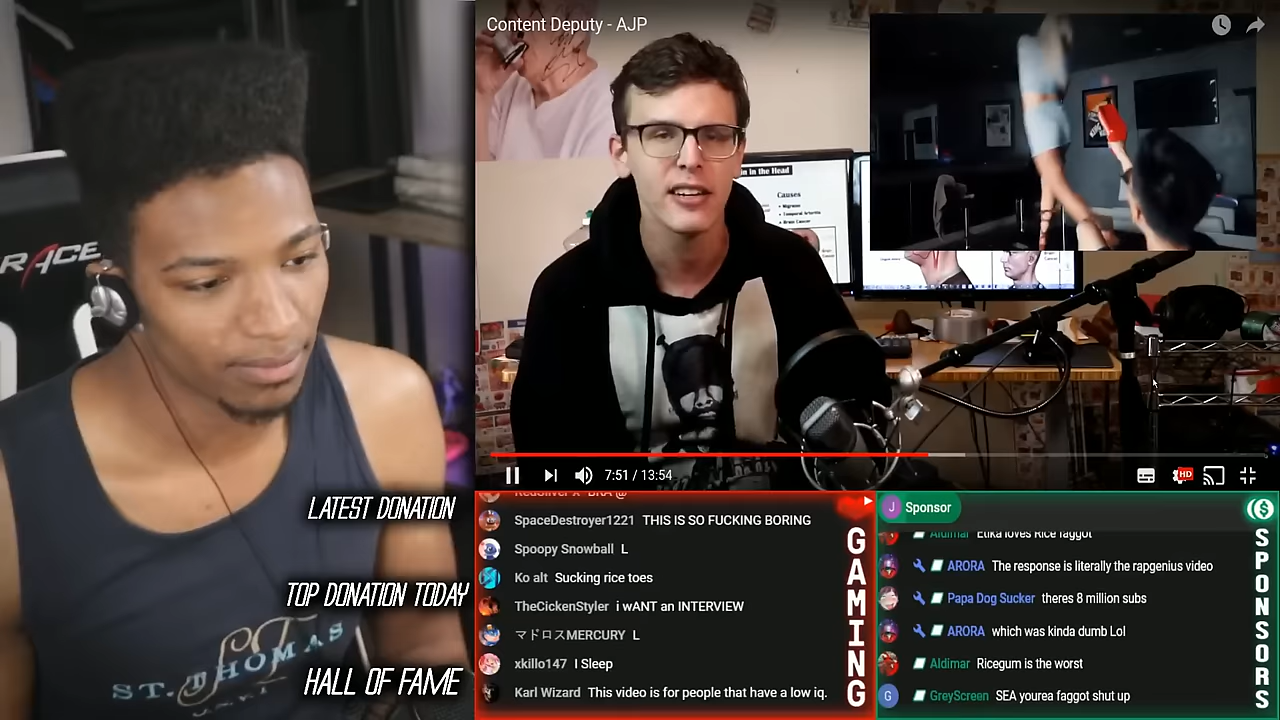 Content Deputy - AJP
n in the Head
Causes
RACE
7:51 / 13:54
HD
LATEST DONATION
TOP DONATION TODAY
HALL OF FAME
ST. THOMAS
SpaceDestroyer1221 THIS IS SO FUCKING BORING
Spoopy Snowball L
Ko alt Sucking rice toes
TheCickenStyler i wANT an INTERVIEW
マドロスMERCURY L
xkillo147 I Sleep
Karl Wizard This video is for people that have a low iq.
GAMING
J Sponsor
Aldimar Etika loves Rice faggot
ARORA The response is literally the rapgenius video
Papa Dog Sucker theres 8 million subs
ARORA which was kinda dumb Lol
Aldimar Ricegum is the worst
G GreyScreen SEA yourea faggot shut up
SPONSORS